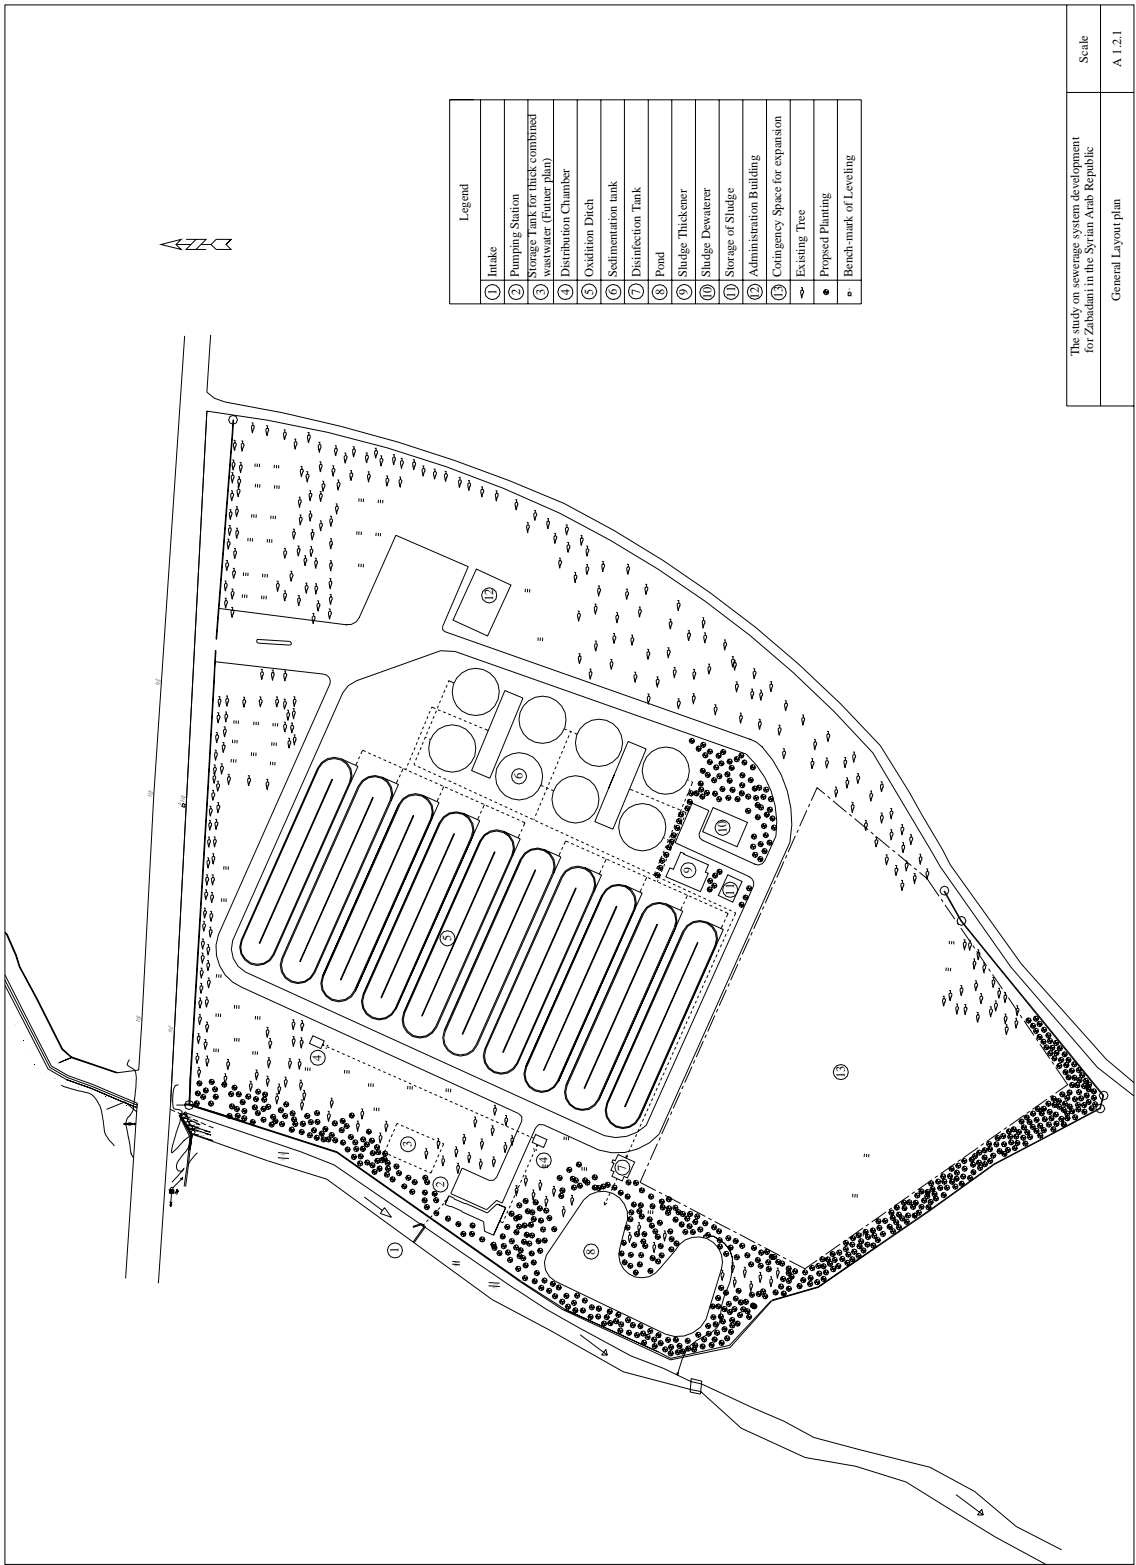 Legend
① Intake
② Pumping Station
③ Storage Tank for thick combined
wastwater (Futuer plan)
④ Distribution Chamber
⑤ Oxidition Ditch
⑥ Sedimentation tank
⑦ Disinfection Tank
⑧ Pond
⑨ Sludge Thickener
⑩ Sludge Dewaterer
⑪ Storage of Sludge
⑫ Administration Building
⑬ Cotingency Space for expansion
Existing Tree
Propsed Planting
Bench-mark of Leveling
The study on sewerage system development
for Zabadani in the Syrian Arab Republic
Scale
General Layout plan
A 1.2.1
⑫
⑥
⑩
⑨
⑪
⑤
④
③
②
①
④
⑦
⑧
⑬